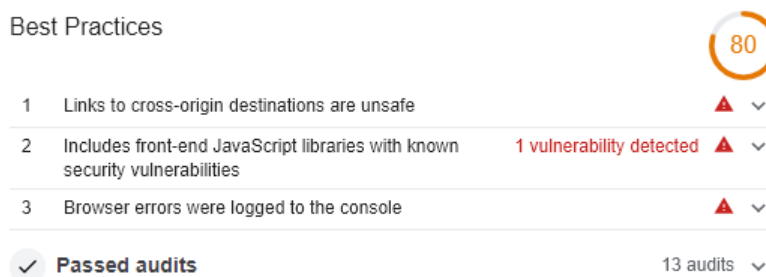 Best Practices
80
1 Links to cross-origin destinations are unsafe
2 Includes front-end JavaScript libraries with known 1 vulnerability detected
security vulnerabilities
3 Browser errors were logged to the console
Passed audits 13 audits